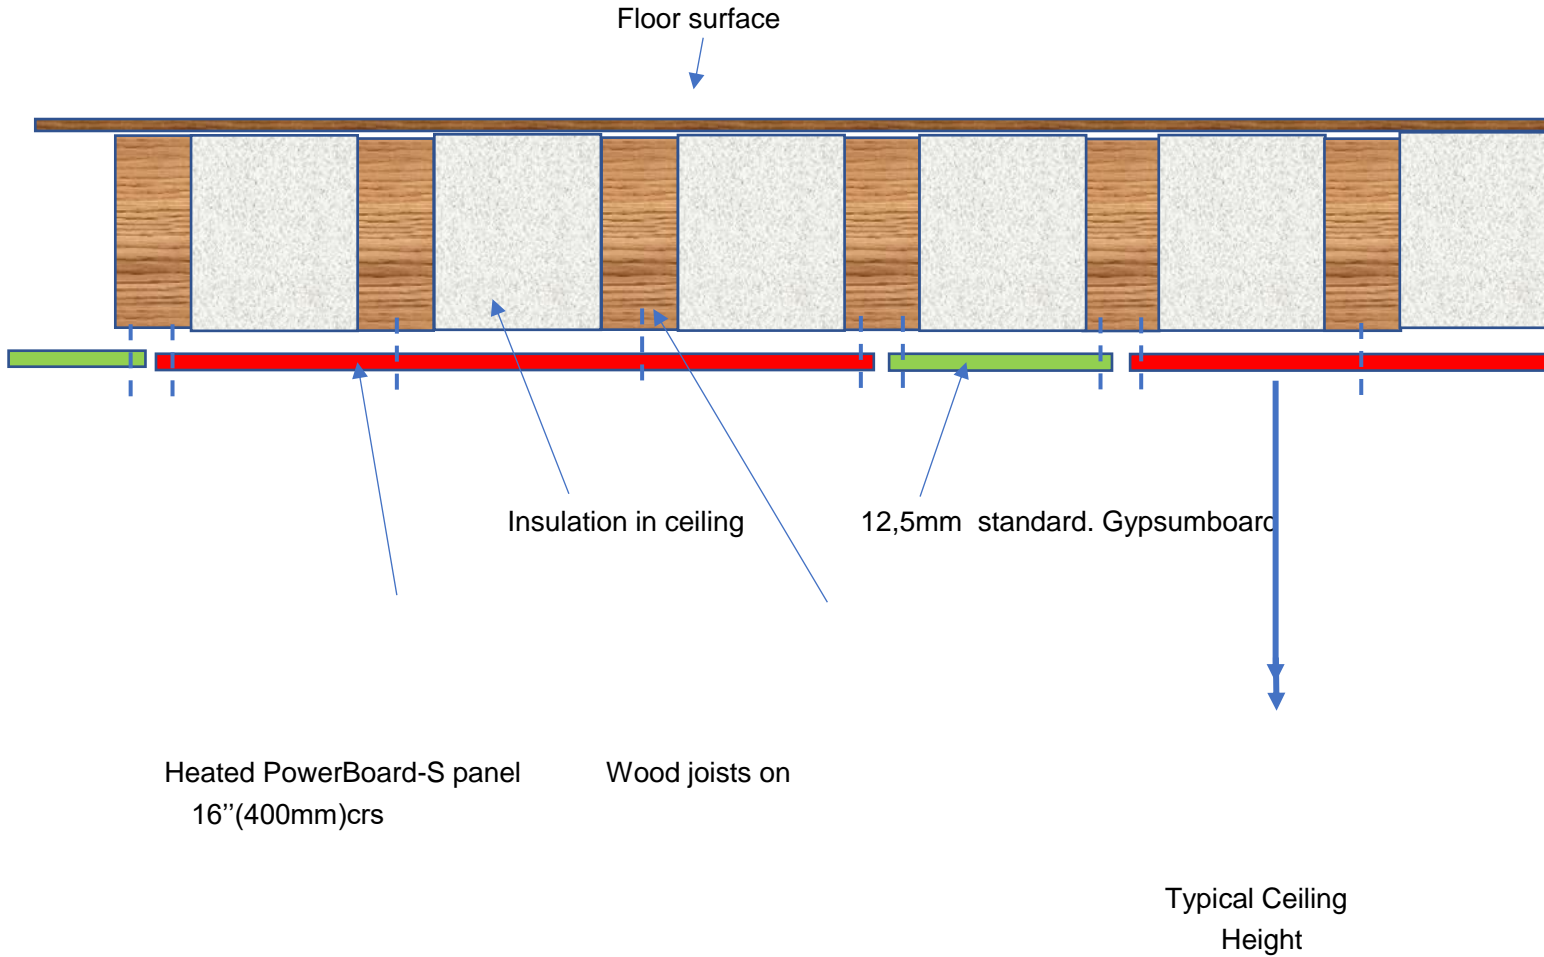 Floor surface
Insulation in ceiling
12,5mm  standard. Gypsumboard
Heated PowerBoard-S panel
Wood joists on
16’’(400mm)crs
Typical Ceiling
Height